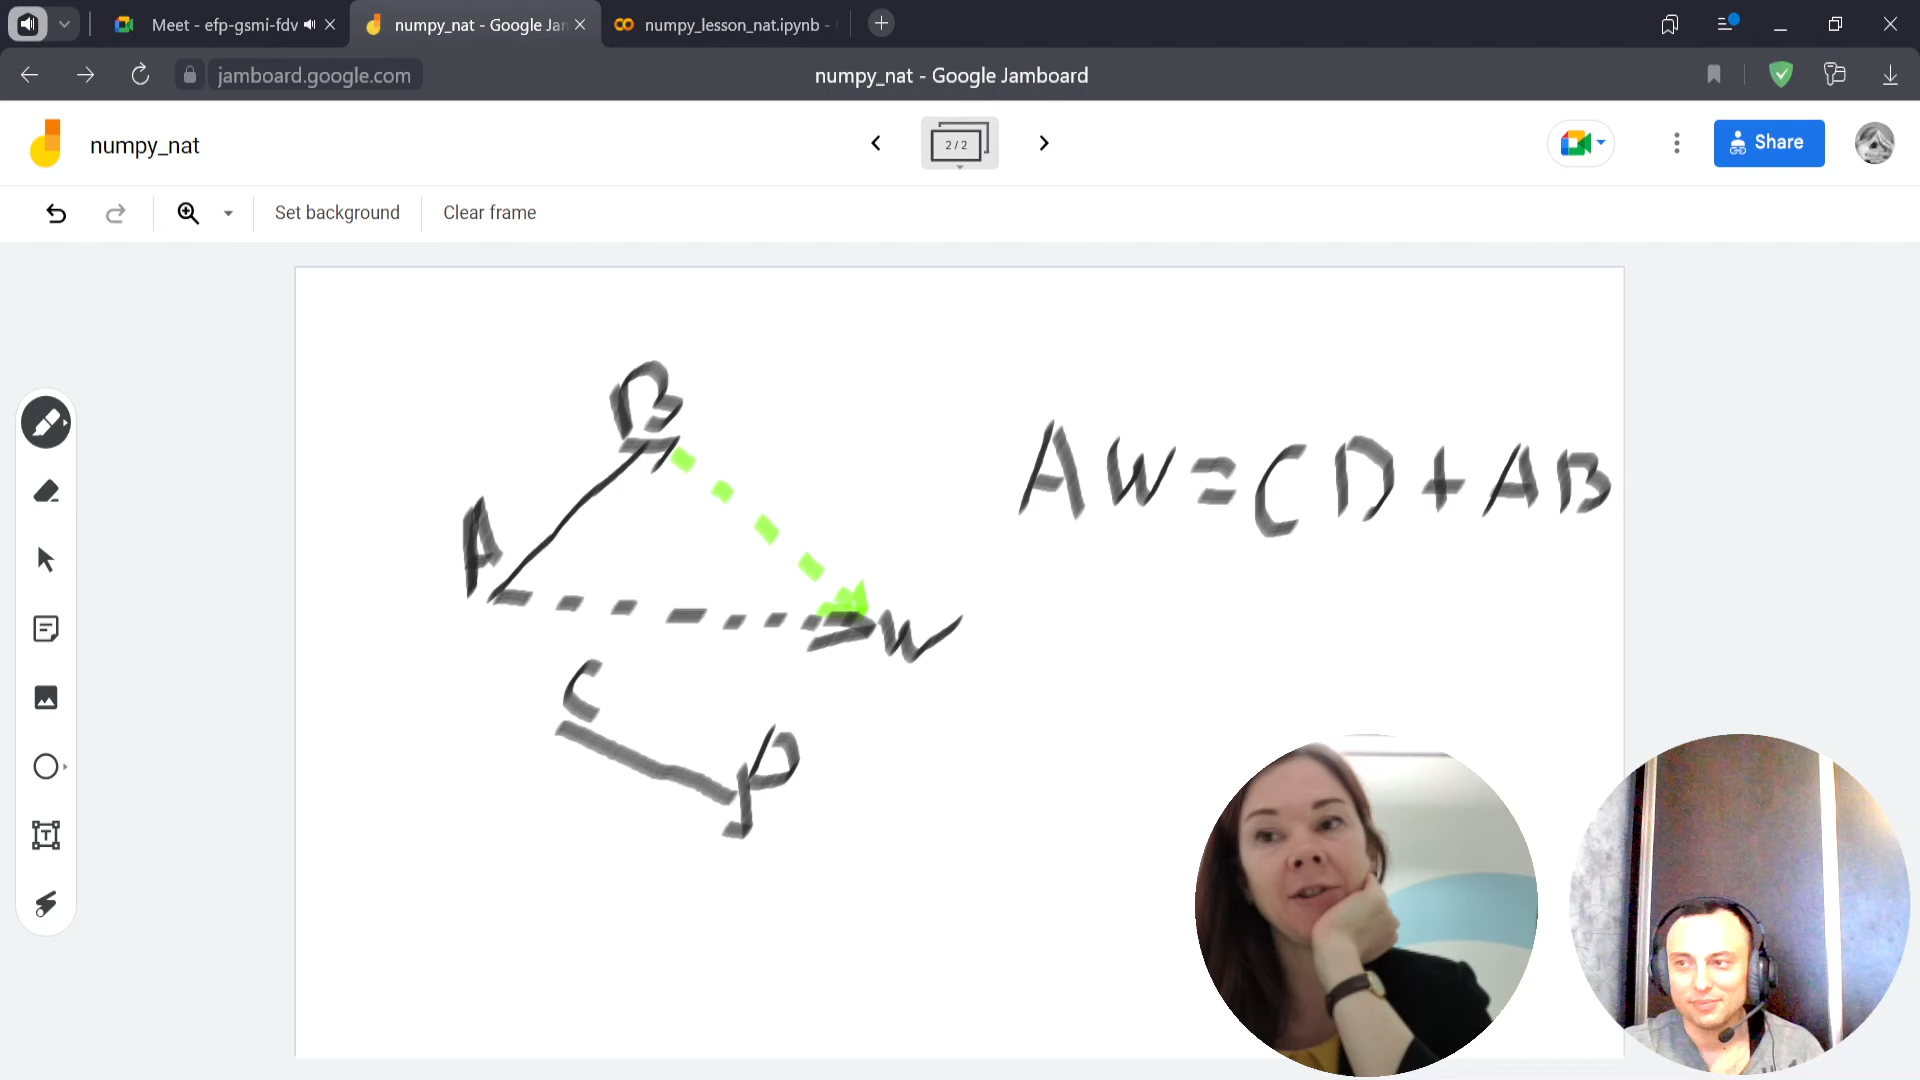 Meet - efp-gsmi-fdv
numpy_nat - Google Jan
numpy_lesson_nat.ipynb -
jamboard.google.com
numpy_nat - Google Jamboard
numpy_nat
2 / 2
Share
Set background
Clear frame
B
A
W
C
P
AW=CD+AB
T